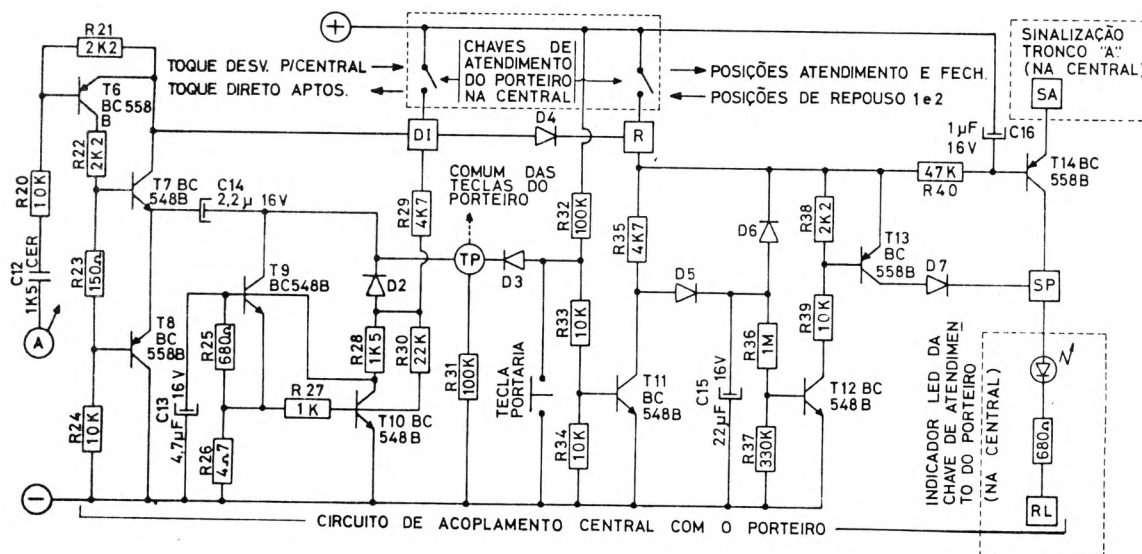 R21
2K2
T6
BC558
B
R22
2K2
R20
10K
C12
CER
1K5
A
R23
150Ω
R24
10K
T7 BC
548B
T8
BC
558B
C14
2,2µ 16V
TOQUE DESV. P/CENTRAL
TOQUE DIRETO APTOS.
+
CHAVES DE
ATENDIMENTO
DO PORTEIRO
NA CENTRAL
POSIÇÕES ATENDIMENTO E FECH.
POSIÇÕES DE REPOUSO 1e2
DI
D4
R
COMUM DAS
TECLAS DO
PORTEIRO
R29
4K7
T9
BC548B
R25
680Ω
C13
4,7µF
16V
R26
4Ω7
R27
1K
R28
1K5
D2
R30
22K
T10 BC
548B
TP
R31
100K
D3
TECLA
PORTARIA
R32
100K
R33
10K
R34
10K
R35
4K7
T11
BC
548B
D5
D6
C15
16V
22µF
R36
1M
R37
330K
R38
2K2
R39
10K
T12 BC
548B
T13
BC
558B
D7
47K
R40
1µF
16V
C16
SINALIZAÇÃO
TRONCO "A"
(NA CENTRAL)
SA
T14 BC
558B
SP
INDICADOR LED DA
CHAVE DE ATENDIMEN
TO DO PORTEIRO
(NA CENTRAL)
680Ω
RL
−
CIRCUITO DE ACOPLAMENTO CENTRAL COM O PORTEIRO